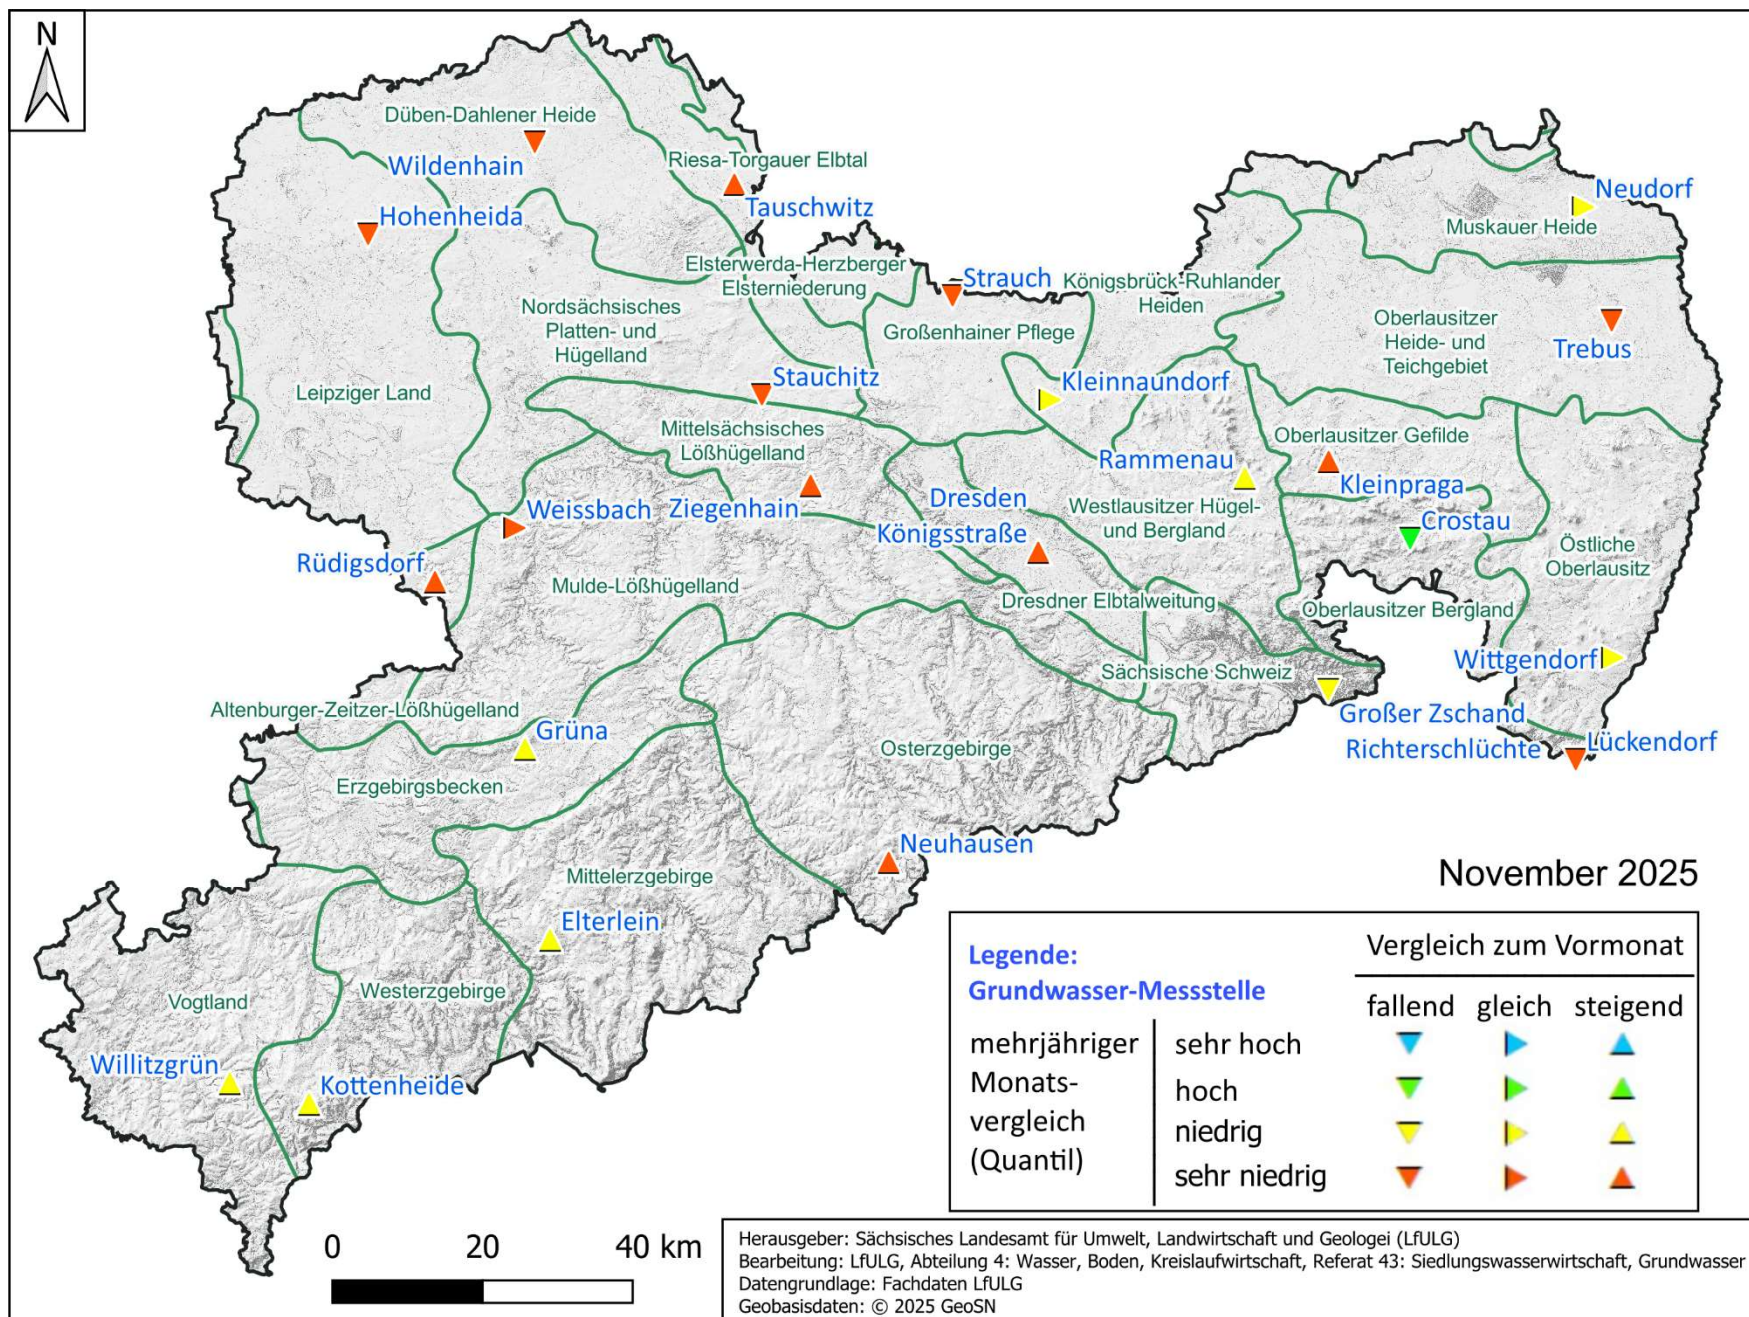 N
Düben-Dahlener Heide
Wildenhain
Riesa-Torgauer Elbtal
Tauschwitz
Hohenheida
Neudorf
Muskauer Heide
Elsterwerda-Herzberger
Elsterniederung
Strauch
Königsbrück-Ruhlander
Heiden
Nordsächsisches
Platten- und
Hügelland
Großenhainer Pflege
Oberlausitzer
Heide- und
Teichgebiet
Trebus
Leipziger Land
Stauchitz
Kleinnaundorf
Mittelsächsisches
Lößhügelland
Oberlausitzer Gefilde
Rammenau
Kleinpraga
Weissbach
Ziegenhain
Dresden
Königsstraße
Westlausitzer Hügel-
und Bergland
Crostau
Östliche
Oberlausitz
Rüdigsdorf
Mulde-Lößhügelland
Dresdner Elbtalweitung
Oberlausitzer Bergland
Wittgendorf
Sächsische Schweiz
Großer Zschand
Richterschlüchte
Lückendorf
Altenburger-Zeitzer-Lößhügelland
Grüna
Osterzgebirge
Erzgebirgsbecken
Neuhausen
Mittelerzgebirge
Elterlein
Westerzgebirge
Vogtland
Willitzgrün
Kottenheide
November 2025
Legende:
Grundwasser-Messstelle
Vergleich zum Vormonat
fallend gleich steigend
mehrjähriger
Monats-
vergleich
(Quantil)
sehr hoch
hoch
niedrig
sehr niedrig
0 20 40 km
Herausgeber: Sächsisches Landesamt für Umwelt, Landwirtschaft und Geologei (LfULG)
Bearbeitung: LfULG, Abteilung 4: Wasser, Boden, Kreislaufwirtschaft, Referat 43: Siedlungswasserwirtschaft, Grundwasser
Datengrundlage: Fachdaten LfULG
Geobasisdaten: © 2025 GeoSN